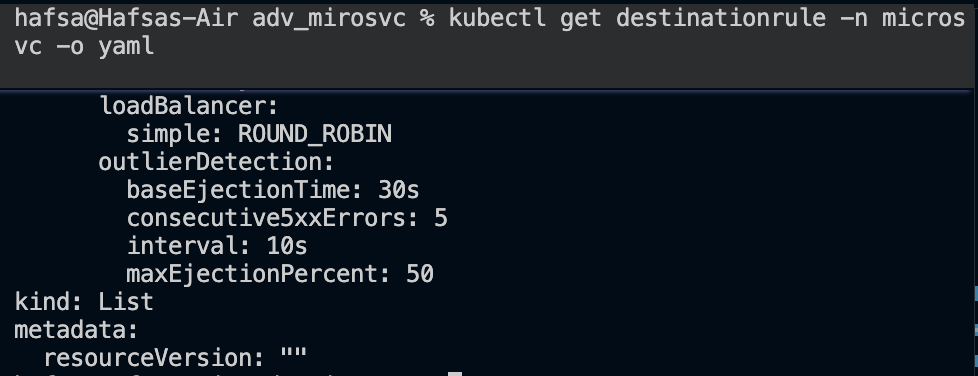 hafsa@Hafsas-Air adv_mirosvc % kubectl get destinationrule -n micros
vc -o yaml
loadBalancer:
simple: ROUND_ROBIN
outlierDetection:
baseEjectionTime: 30s
consecutive5xxErrors: 5
interval: 10s
maxEjectionPercent: 50
kind: List
metadata:
resourceVersion: ""